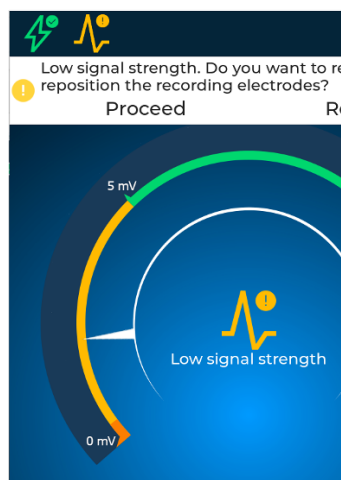 Low signal strength. Do you want to
reposition the recording electrodes?
Proceed
5 mV
Low signal strength
0 mV